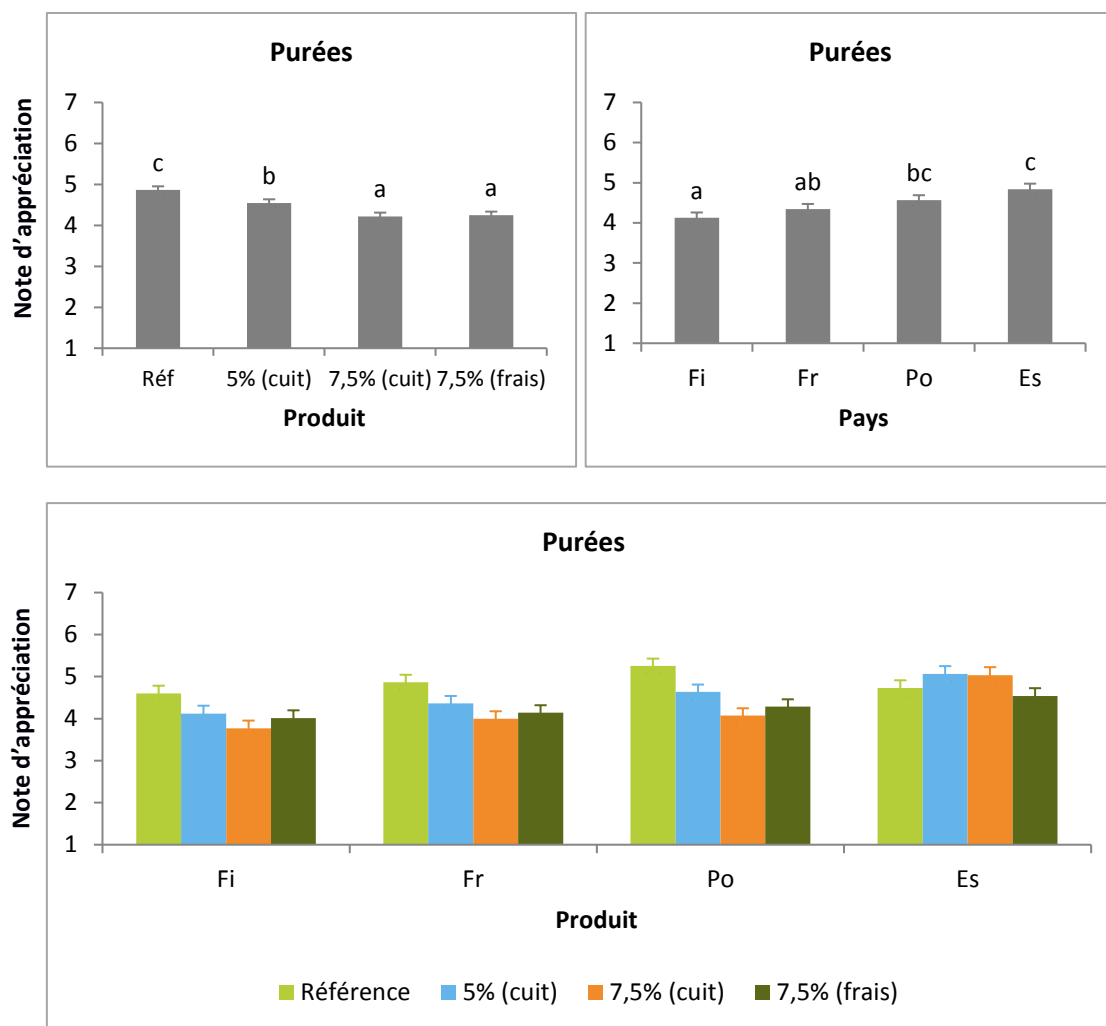 Purées
Note d'appréciation
7
6
5
4
3
2
1
c
b
a
a
Réf
5% (cuit)
7,5% (cuit)
7,5% (frais)
Produit
Purées
7
6
5
4
3
2
1
a
ab
bc
c
Fi
Fr
Po
Es
Pays
Purées
Note d'appréciation
7
6
5
4
3
2
1
Fi
Fr
Po
Es
Produit
Référence
5% (cuit)
7,5% (cuit)
7,5% (frais)